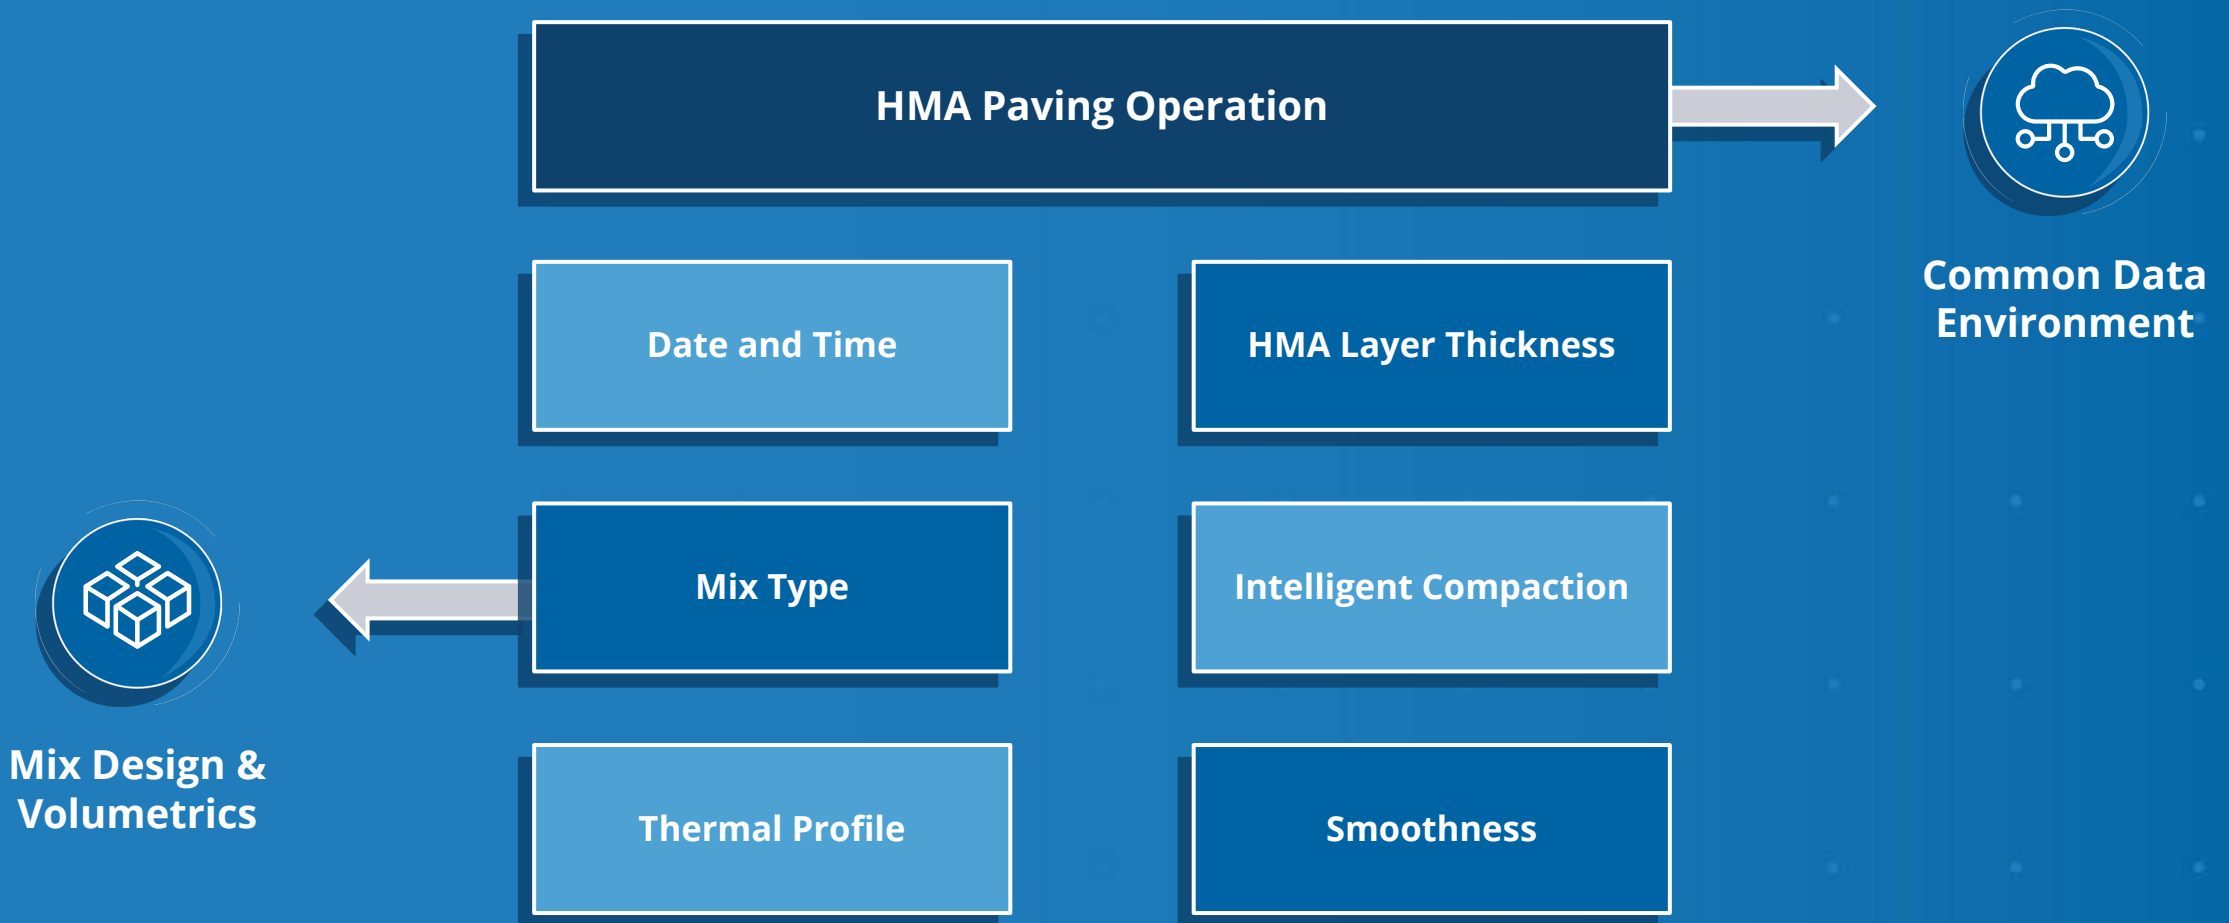 HMA Paving Operation
Common Data
Environment
Date and Time
HMA Layer Thickness
Mix Type
Intelligent Compaction
Mix Design &
Volumetrics
Thermal Profile
Smoothness